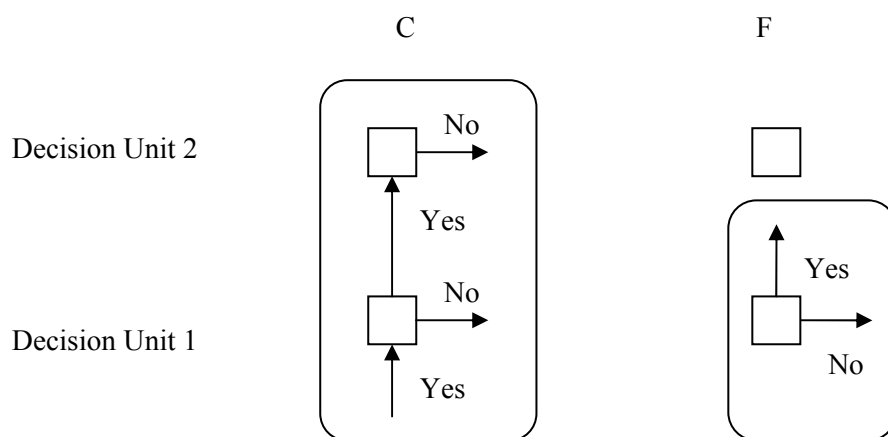 C F
No
Decision Unit 2
Yes
Yes
No
Decision Unit 1
No
Yes